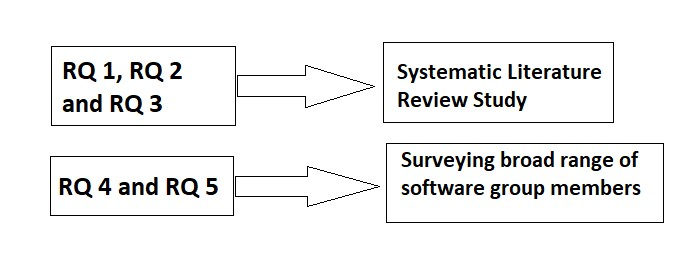 RQ 1, RQ 2
and RQ 3
Systematic Literature
Review Study
RQ 4 and RQ 5
Surveying broad range of
software group members